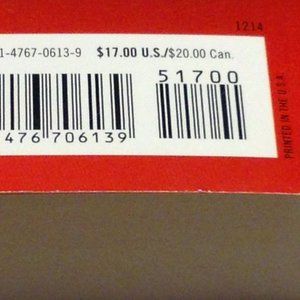 1214
1-4767-0613-9 $17.00 U.S./$20.00 Can.
51700
476706139
PRINTED IN THE U.S.A.